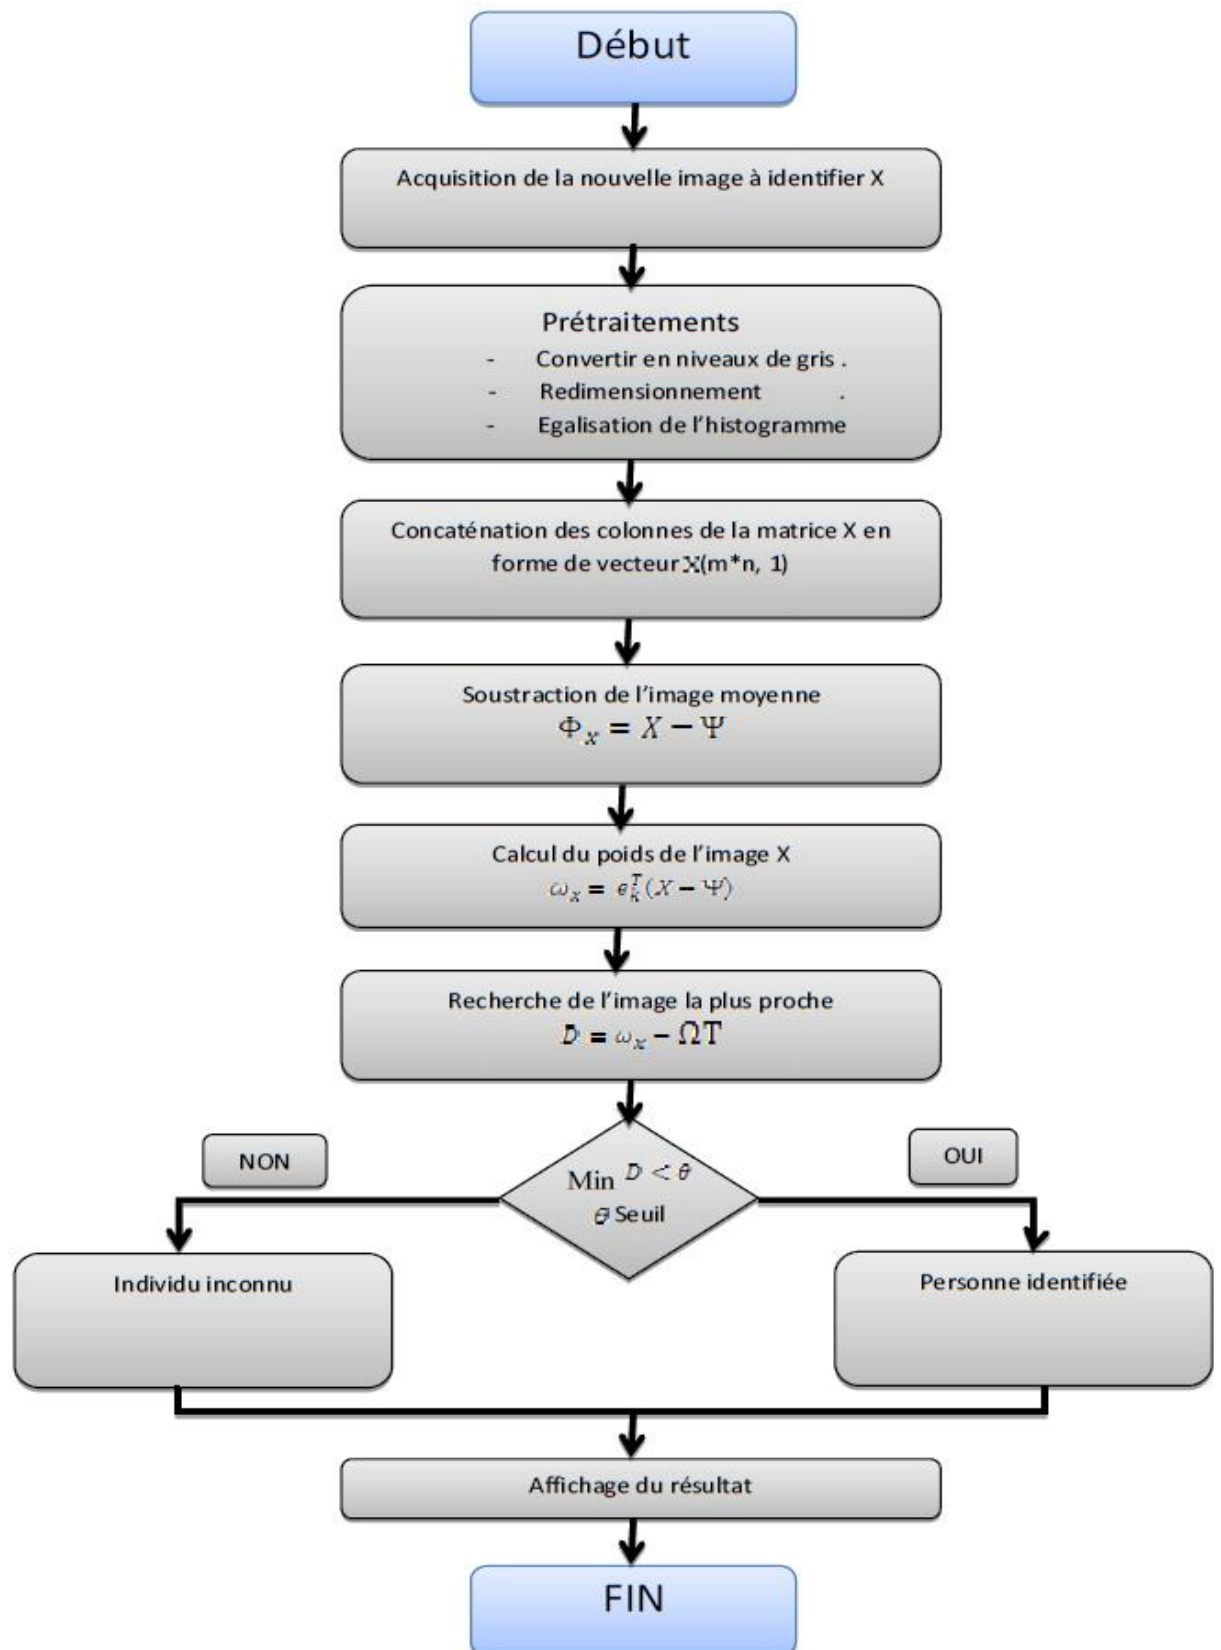 Début
Acquisition de la nouvelle image à identifier X
Prétraitements
- Convertir en niveaux de gris .
- Redimensionnement .
- Egalisation de l'histogramme
Concaténation des colonnes de la matrice X en
forme de vecteur X(m*n, 1)
Soustraction de l'image moyenne
Φₓ = X − Ψ
Calcul du poids de l'image X
ωₓ = e_k^T(X − Ψ)
Recherche de l'image la plus proche
D = ωₓ − ΩT
NON
Min D < θ
OUI
θ Seuil
Individu inconnu
Personne identifiée
Affichage du résultat
FIN